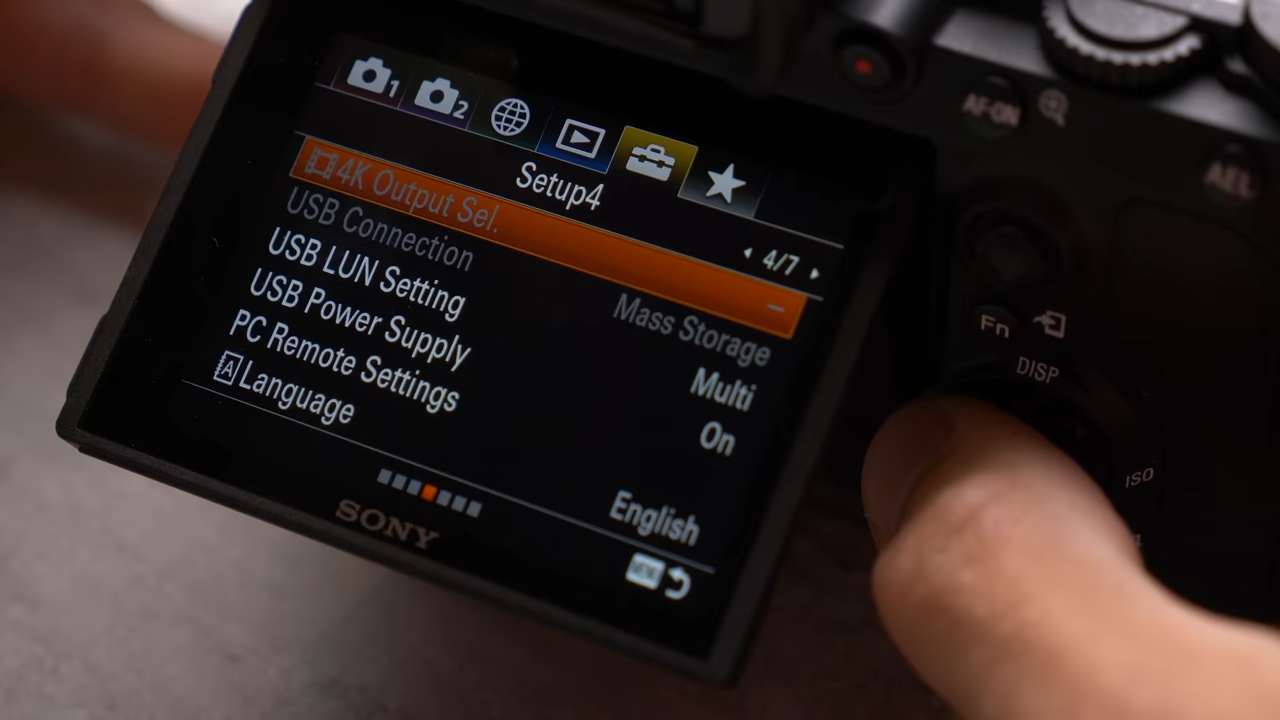 1
2
Setup4
4/7
4K Output Sel. –
USB Connection Mass Storage
USB LUN Setting Multi
USB Power Supply On
PC Remote Settings
A Language English
MENU
SONY
AF-ON
AEL
Fn
DISP
ISO